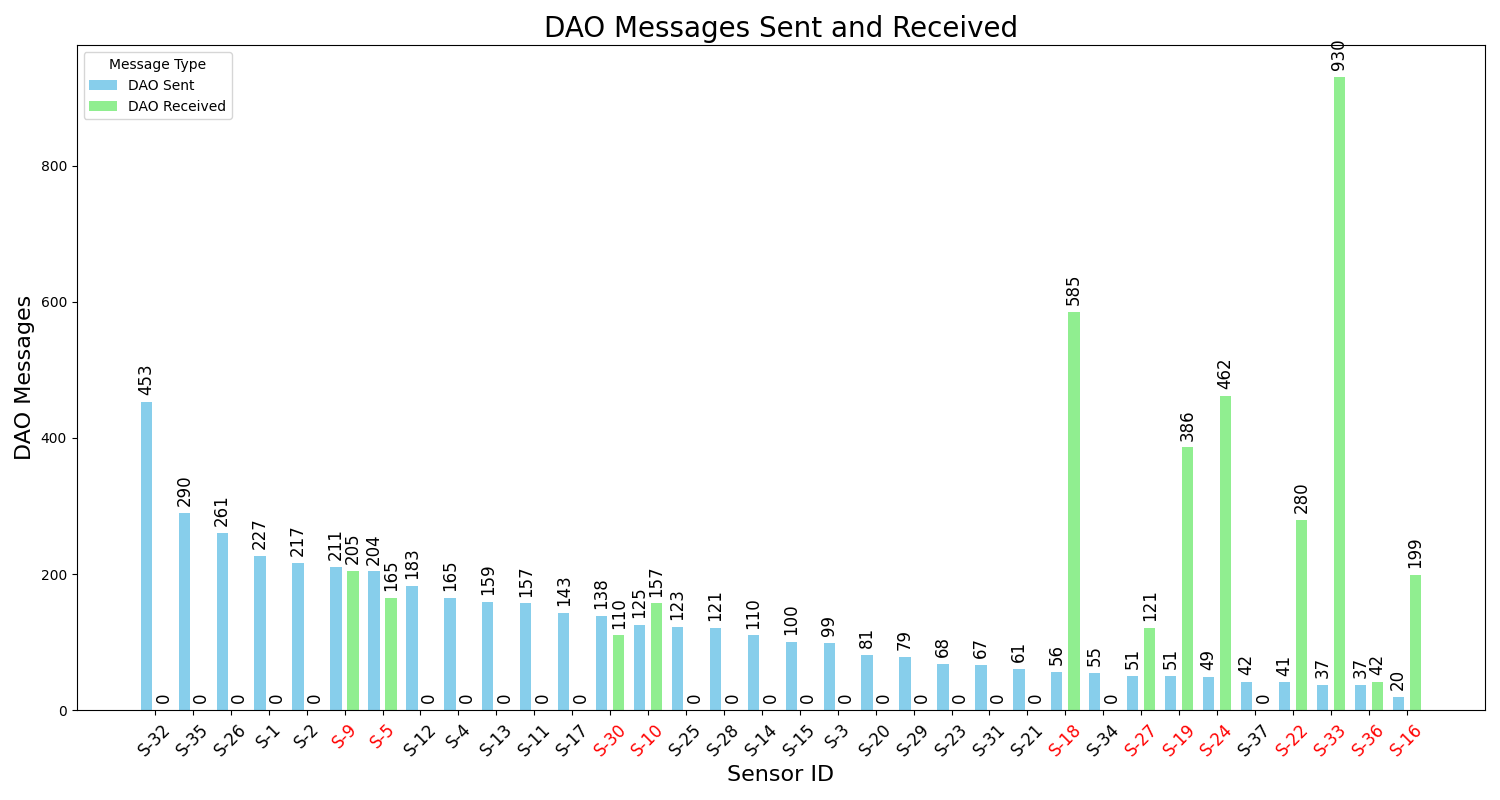 DAO Messages Sent and Received
Message Type
DAO Sent
DAO Received
DAO Messages
800
600
400
200
0
453 0 290 0 261 0 227 0 217 0 211 205 204 165 183 0 165 0 159 0 157 0 143 0 138 110 125 157 123 0 121 0 110 0 100 0 99 0 81 0 79 0 68 0 67 0 61 0 56 585 55 0 51 121 51 386 49 462 42 0 41 280 37 930 37 42 20 199
S-32 S-35 S-26 S-1 S-2 S-9 S-5 S-12 S-4 S-13 S-11 S-17 S-30 S-10 S-25 S-28 S-14 S-15 S-3 S-20 S-29 S-23 S-31 S-21 S-18 S-34 S-27 S-19 S-24 S-37 S-22 S-33 S-36 S-16
Sensor ID